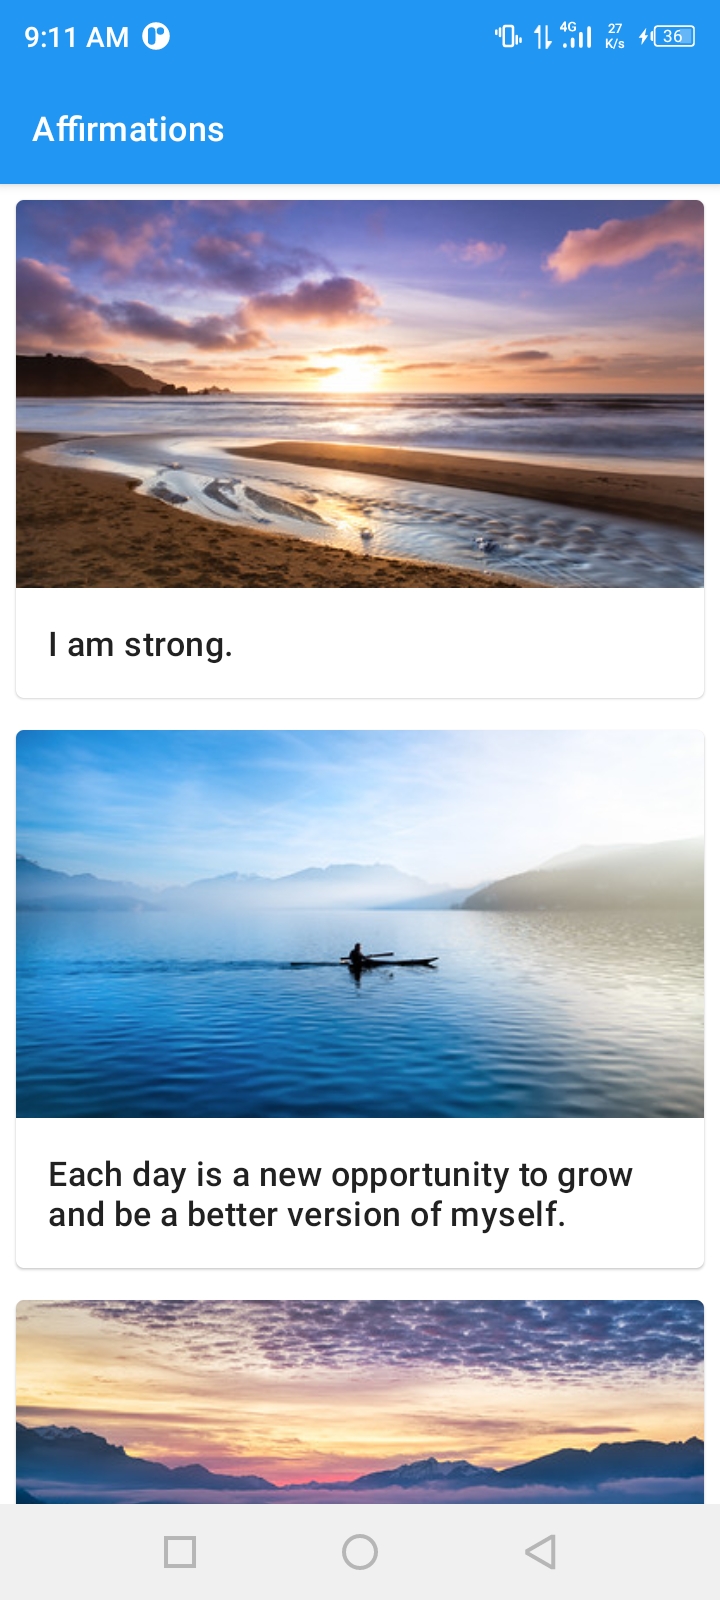 9:11 AM
4G
27
K/s
36
Affirmations
I am strong.
Each day is a new opportunity to grow
and be a better version of myself.